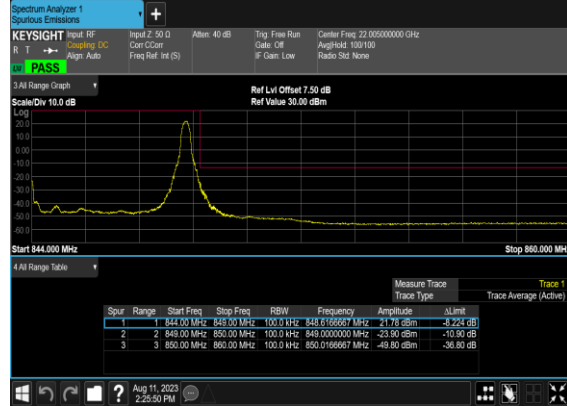 Spectrum Analyzer 1
Spurious Emissions
+
KEYSIGHT Input: RF Input Z: 50 Ω Atten: 40 dB Trig: Free Run Center Freq: 22.005000000 GHz
R T Coupling: DC Corr CCorr Gate: Off Avg|Hold: 100/100
Align: Auto Freq Ref: Int (S) IF Gain: Low Radio Std: None
PASS
3 All Range Graph Ref Lvl Offset 7.50 dB
Scale/Div 10.0 dB Ref Value 30.00 dBm
Log
20.0
10.0
0.00
-10.0
-20.0
-30.0
-40.0
-50.0
-60.0
Start 844.000 MHz Stop 860.000 MH
4 All Range Table
Measure Trace Trace 1
Trace Type Trace Average (Active)
Spur Range Start Freq Stop Freq RBW Frequency Amplitude ΔLimit
1 1 844.00 MHz 849.00 MHz 100.0 kHz 848.6166667 MHz 21.78 dBm -8.224 dB
2 2 849.00 MHz 850.00 MHz 100.0 kHz 849.0000000 MHz -23.90 dBm -10.90 dB
3 3 850.00 MHz 860.00 MHz 100.0 kHz 850.0166667 MHz -49.80 dBm -36.80 dB
? Aug 11, 2023
2:25:50 PM